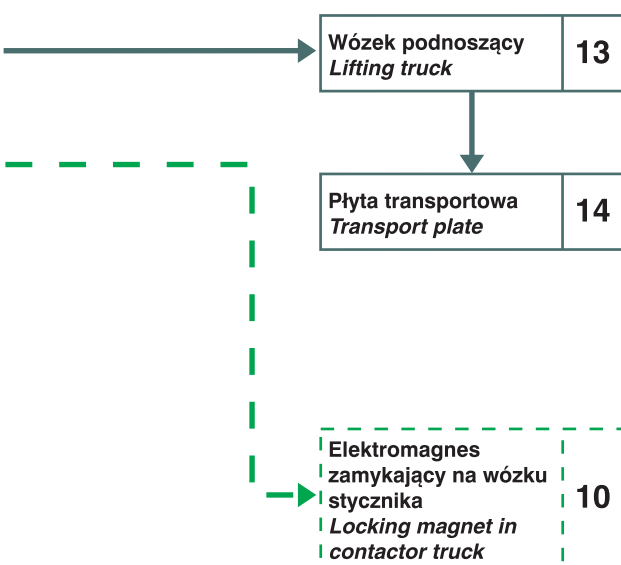 Wózek podnoszący
Lifting truck
13
Płyta transportowa
Transport plate
14
Elektromagnes
zamykający na wózku
stycznika
Locking magnet in
contactor truck
10